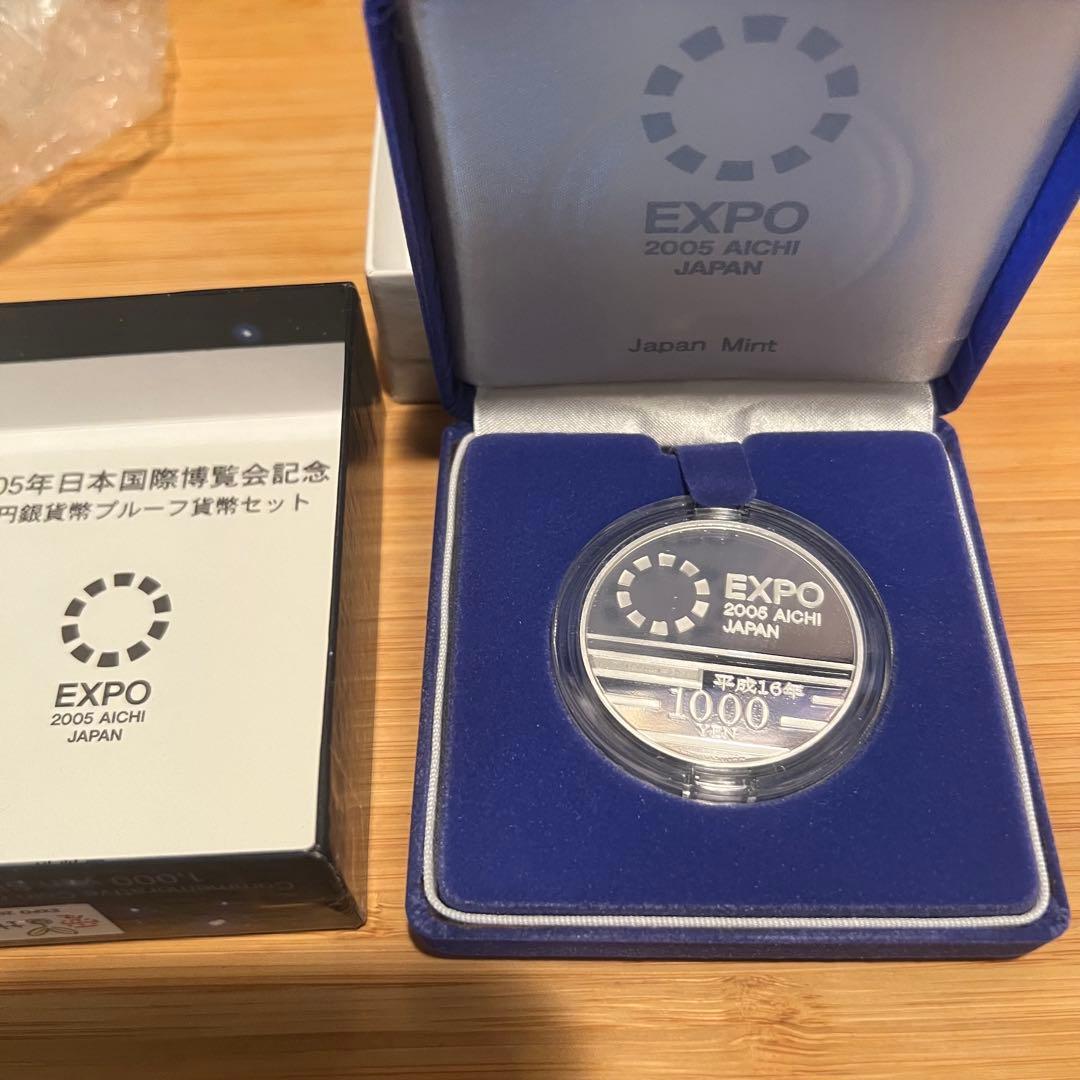 EXPO
2005 AICHI
JAPAN
Japan Mint
05年日本国際博覧会記念
円銀貨幣プルーフ貨幣セット
EXPO
2005 AICHI
JAPAN
EXPO
2005 AICHI
JAPAN
平成16年
1000
YEN